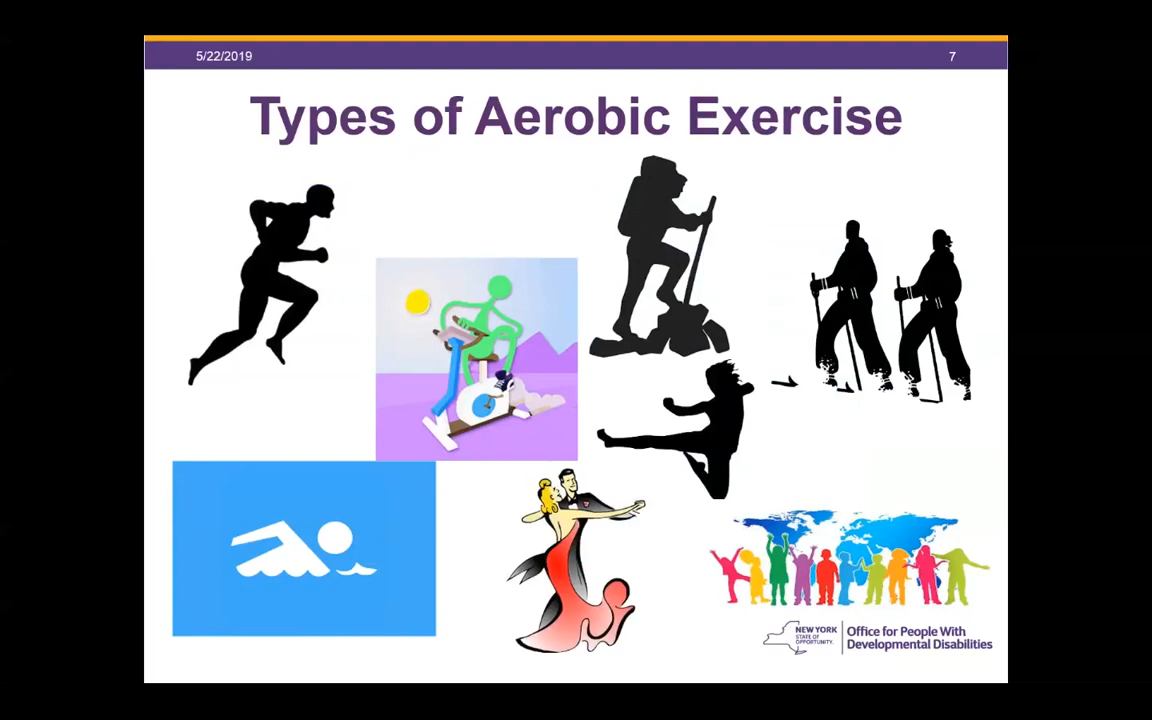 5/22/2019
7
Types of Aerobic Exercise
NEW YORK
STATE OF
OPPORTUNITY.
Office for People With
Developmental Disabilities